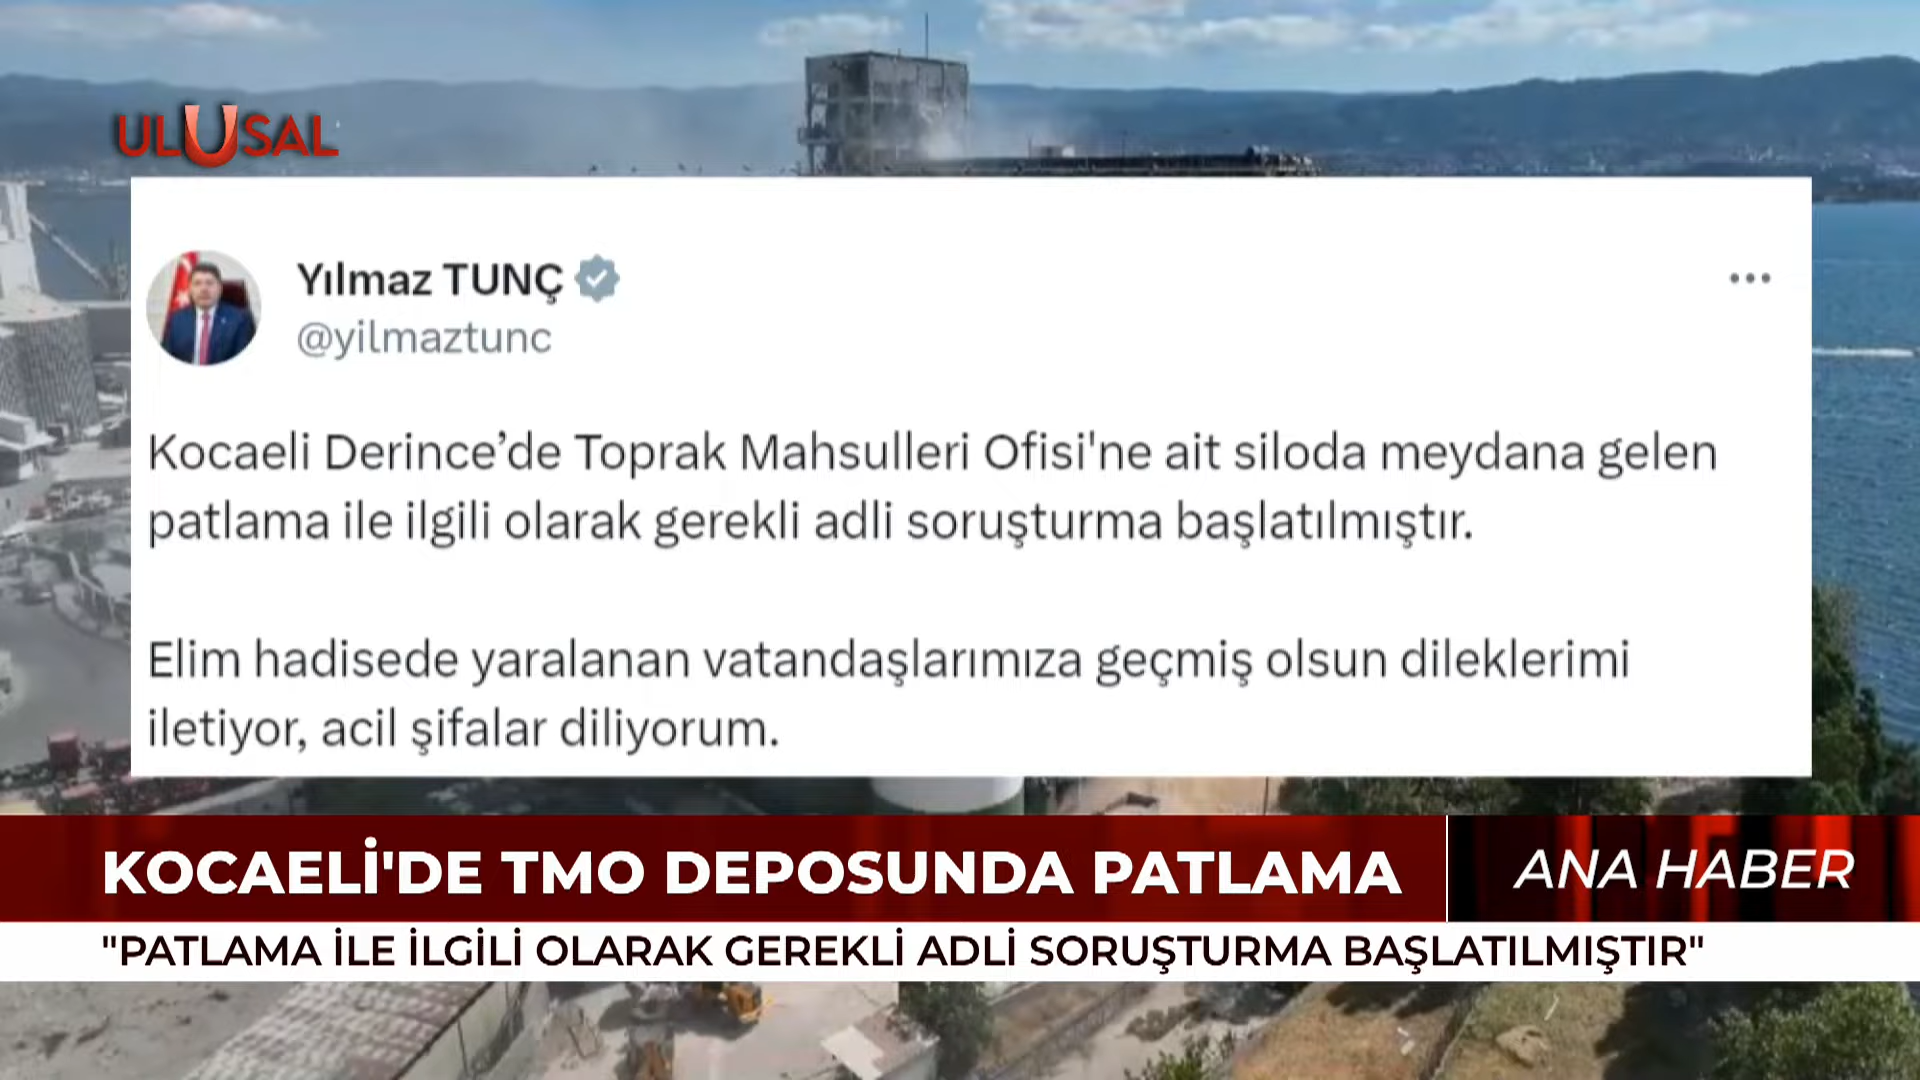 ULUSAL
Yılmaz TUNÇ
@yilmaztunc
Kocaeli Derince’de Toprak Mahsulleri Ofisi'ne ait siloda meydana gelen
patlama ile ilgili olarak gerekli adli soruşturma başlatılmıştır.
Elim hadisede yaralanan vatandaşlarımıza geçmiş olsun dileklerimi
iletiyor, acil şifalar diliyorum.
KOCAELİ'DE TMO DEPOSUNDA PATLAMA
ANA HABER
"PATLAMA İLE İLGİLİ OLARAK GEREKLİ ADLİ SORUŞTURMA BAŞLATILMIŞTIR"